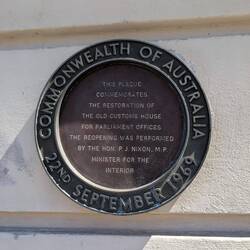 COMMONWEALTH OF AUSTRALIA
THIS PLAQUE
COMMEMORATES
THE RESTORATION OF
THE OLD CUSTOMS HOUSE
FOR PARLIAMENT OFFICES
THE REOPENING WAS PERFORMED
BY THE HON. P. J. NIXON, M.P.
MINISTER FOR THE
INTERIOR
22ND SEPTEMBER 1969